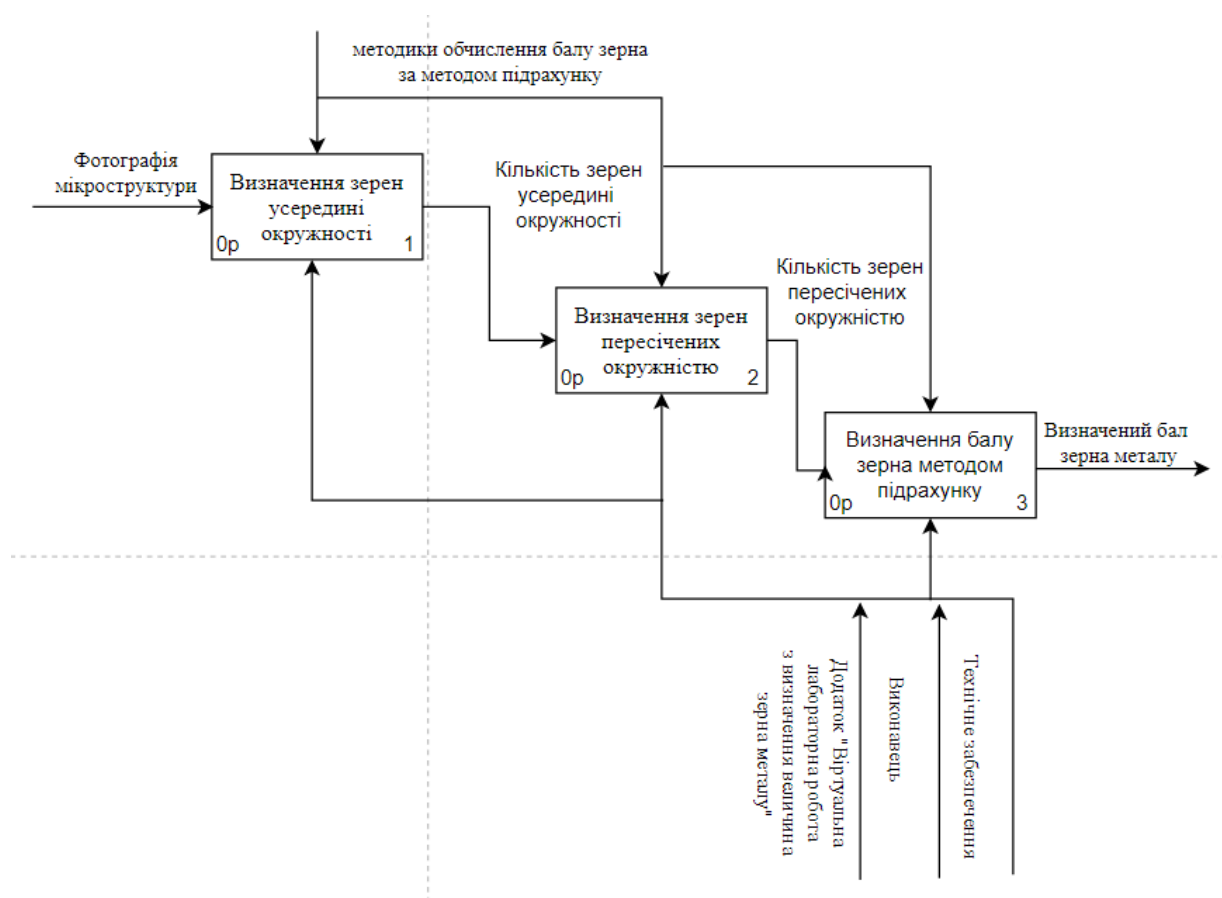 методики обчислення балу зерна
за методом підрахунку
Фотографія
мікроструктури
Визначення зерен
усередині
окружності
0р
1
Кількість зерен
усередині
окружності
Визначення зерен
пересічених
окружністю
0р
2
Кількість зерен
пересічених
окружністю
Визначення балу
зерна методом
підрахунку
0р
3
Визначений бал
зерна металу
Додаток "Віртуальна
лабораторна робота
з визначення величина
зерна металу"
Виконавець
Технічне забезпечення